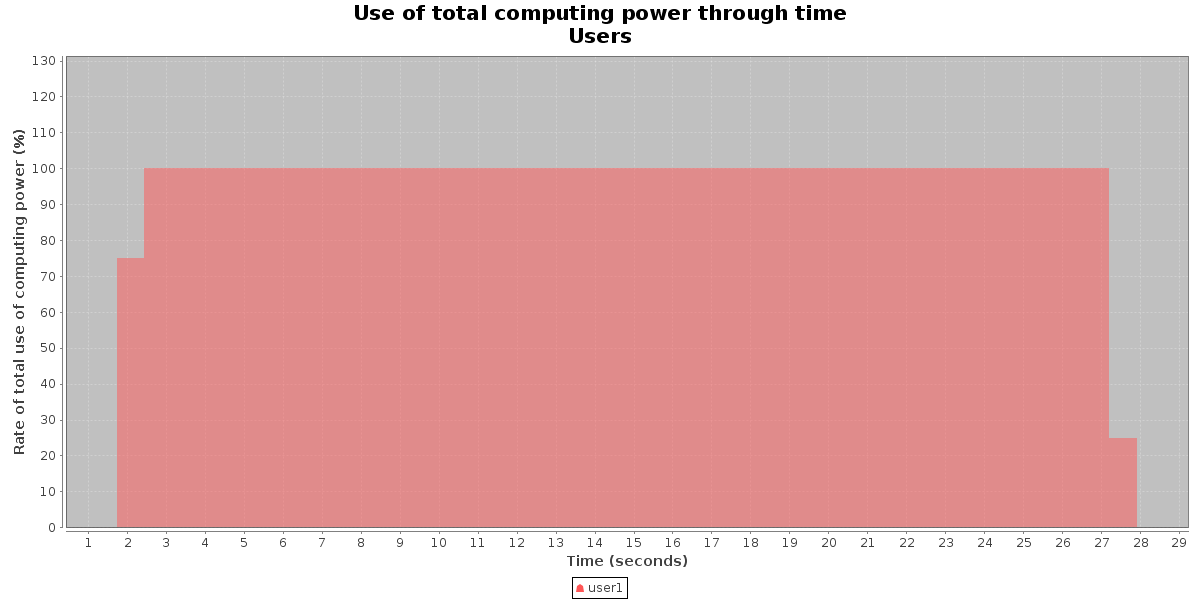 Use of total computing power through time
Users
Rate of total use of computing power (%)
130
120
110
100
90
80
70
60
50
40
30
20
10
0
1 2 3 4 5 6 7 8 9 10 11 12 13 14 15 16 17 18 19 20 21 22 23 24 25 26 27 28 29
Time (seconds)
user1